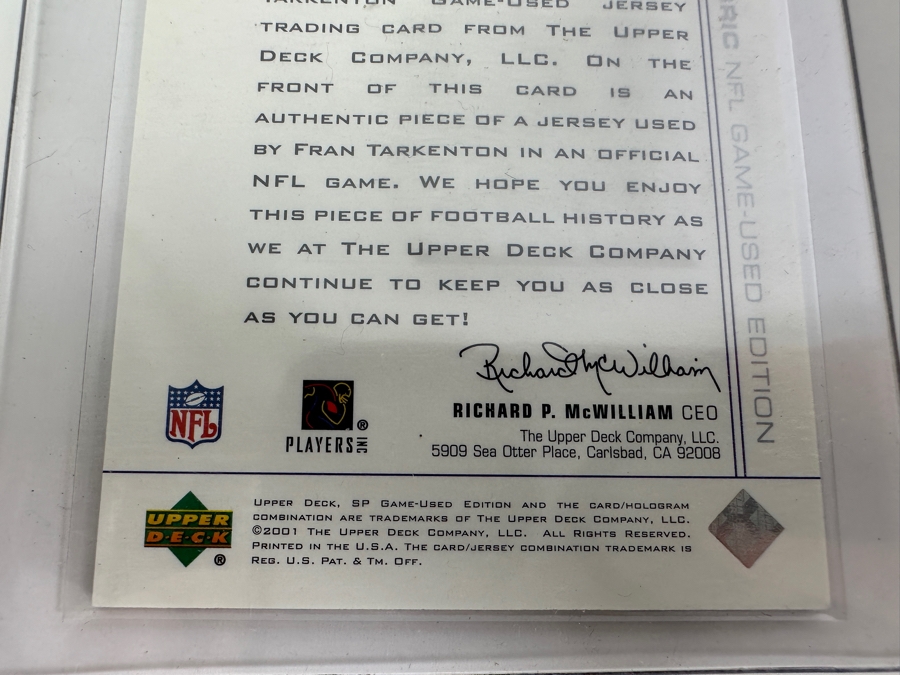 TARKENTON GAME-USED JERSEY
TRADING CARD FROM THE UPPER
DECK COMPANY, LLC. ON THE
FRONT OF THIS CARD IS AN
AUTHENTIC PIECE OF A JERSEY USED
BY FRAN TARKENTON IN AN OFFICIAL
NFL GAME. WE HOPE YOU ENJOY
THIS PIECE OF FOOTBALL HISTORY AS
WE AT THE UPPER DECK COMPANY
CONTINUE TO KEEP YOU AS CLOSE
AS YOU CAN GET!
Richard McWilliam
RICHARD P. McWILLIAM CEO
The Upper Deck Company, LLC.
5909 Sea Otter Place, Carlsbad, CA 92008
NFL
PLAYERS INC
®
NFL GAME-USED EDITION
UPPER
DECK
®
UPPER DECK, SP GAME-USED EDITION AND THE CARD/HOLOGRAM
COMBINATION ARE TRADEMARKS OF THE UPPER DECK COMPANY, LLC.
©2001 THE UPPER DECK COMPANY, LLC. ALL RIGHTS RESERVED.
PRINTED IN THE U.S.A. THE CARD/JERSEY COMBINATION TRADEMARK IS
REG. U.S. PAT. & TM. OFF.